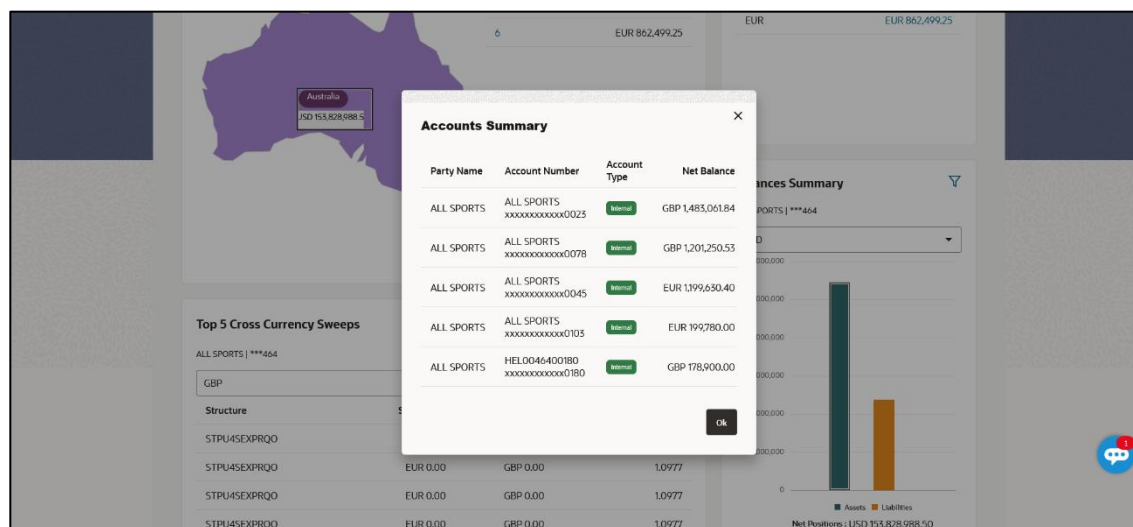 6 EUR 862,499.25
EUR EUR 862,499.25
Australia
USD 153,828,988.5
Accounts Summary
Party Name Account Number Account Type Net Balance
ALL SPORTS ALL SPORTS xxxxxxxxxxxx0023 Internal GBP 1,483,061.84
ALL SPORTS ALL SPORTS xxxxxxxxxxxx0078 Internal GBP 1,201,250.53
ALL SPORTS ALL SPORTS xxxxxxxxxxxx0045 Internal EUR 1,199,630.40
ALL SPORTS ALL SPORTS xxxxxxxxxxxx0103 Internal EUR 199,780.00
ALL SPORTS HEL0046400180 xxxxxxxxxxxx0180 Internal GBP 178,900.00
Ok
Top 5 Cross Currency Sweeps
ALL SPORTS | ***464
GBP
Structure
STPU4SEXPRQO
STPU4SEXPRQO EUR 0.00 GBP 0.00 1.0977
STPU4SEXPRQO EUR 0.00 GBP 0.00 1.0977
STPU4SEXPRQO EUR 0.00 GBP 0.00 1.0977
Summary
| ***464
0
Assets Liabilities
Net Positions : USD 153,828,988.50
1